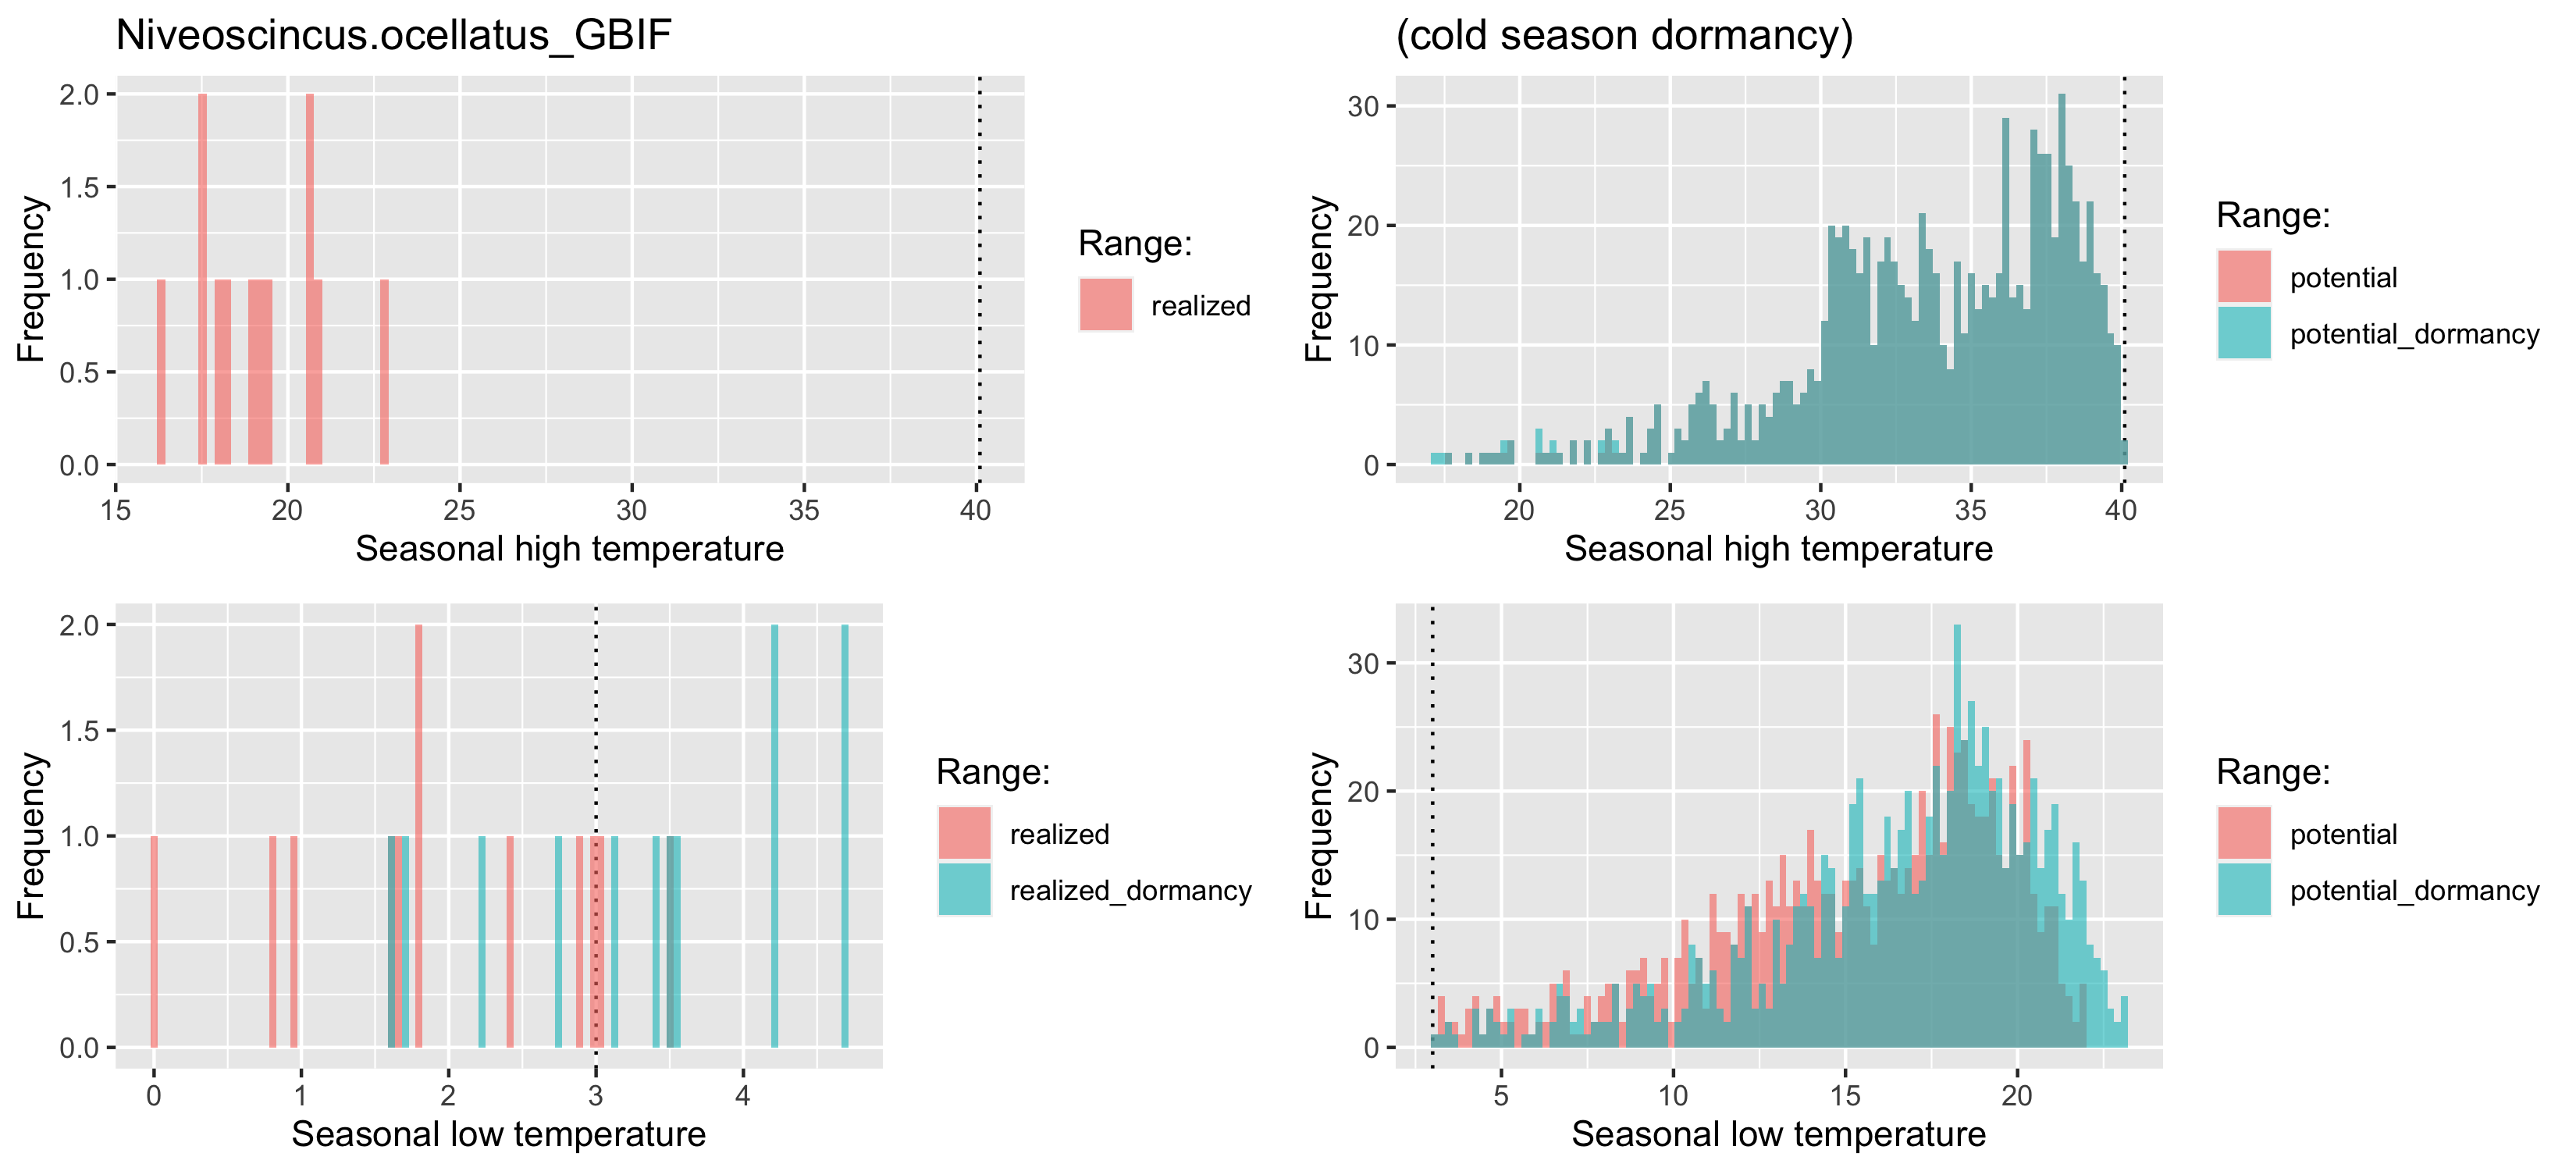 Niveoscincus.ocellatus_GBIF
Frequency
2.0
1.5
1.0
0.5
0.0
15 20 25 30 35 40
Seasonal high temperature
Range:
realized
(cold season dormancy)
Frequency
30
20
10
0
20 25 30 35 40
Seasonal high temperature
Range:
potential
potential_dormancy
Frequency
2.0
1.5
1.0
0.5
0.0
0 1 2 3 4
Seasonal low temperature
Range:
realized
realized_dormancy
Frequency
30
20
10
0
5 10 15 20
Seasonal low temperature
Range:
potential
potential_dormancy